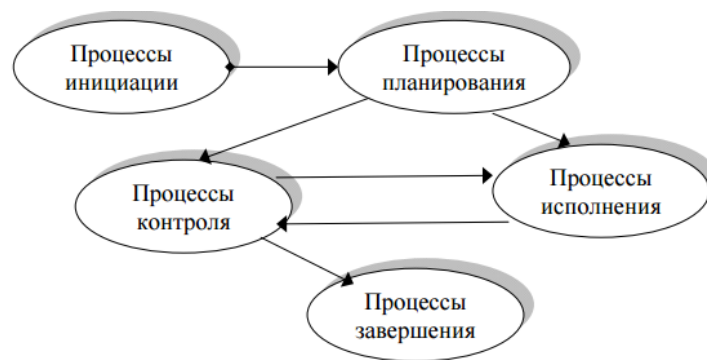 Процессы
инициации
Процессы
планирования
Процессы
контроля
Процессы
исполнения
Процессы
завершения